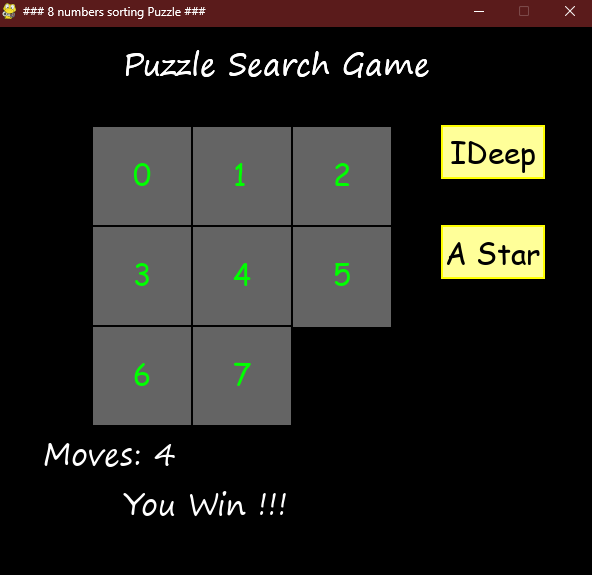 ### 8 numbers sorting Puzzle ###
Puzzle Search Game
0 1 2
IDeep
3 4 5
A Star
6 7
Moves: 4
You Win !!!